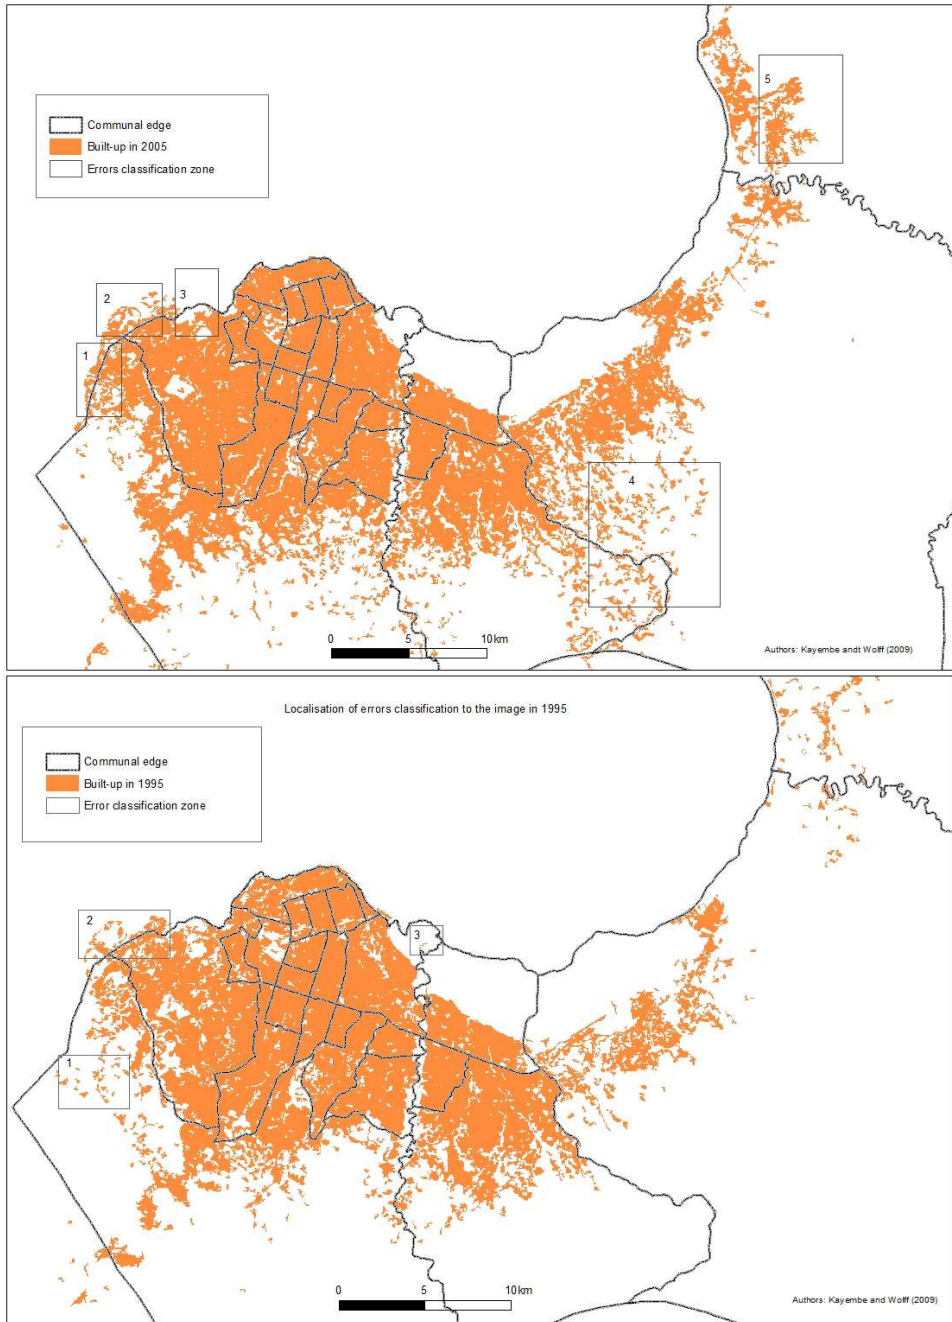 5
Communal edge
Built-up in 2005
Errors classification zone
2
3
1
4
0 5 10km
Authors: Kayembe andt Wolff (2009)
Localisation of errors classification to the image in 1995
Communal edge
Built-up in 1995
Error classification zone
2
3
1
0 5 10km
Authors: Kayembe and Wolff (2009)